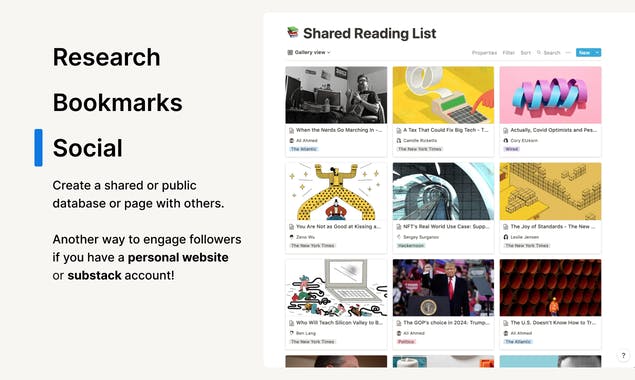 Research
Bookmarks
Social
Create a shared or public
database or page with others.
Another way to engage followers
if you have a personal website
or substack account!
Shared Reading List
Gallery view
Properties Filter Sort Search ... New
When the Nerds Go Marching In -...
Ali Ahmed
The Atlantic
A Tax That Could Fix Big Tech - T...
Camille Ricketts
The New York Times
Actually, Covid Optimists and Pes...
Cory Etzkorn
Wired
You Are Not as Good at Kissing a...
Zeno Wu
The New York Times
NFT's Real World Use Case: Supp...
Sergey Surganov
Hackernoon
The Joy of Standards - The New ...
Leslie Jensen
The New York Times
Who Will Teach Silicon Valley to B...
Ben Lang
The New York Times
The GOP's choice in 2024: Trump...
Ali Ahmed
Politics
The U.S. Doesn't Know How to Tr...
Ali Ahmed
The Atlantic
?